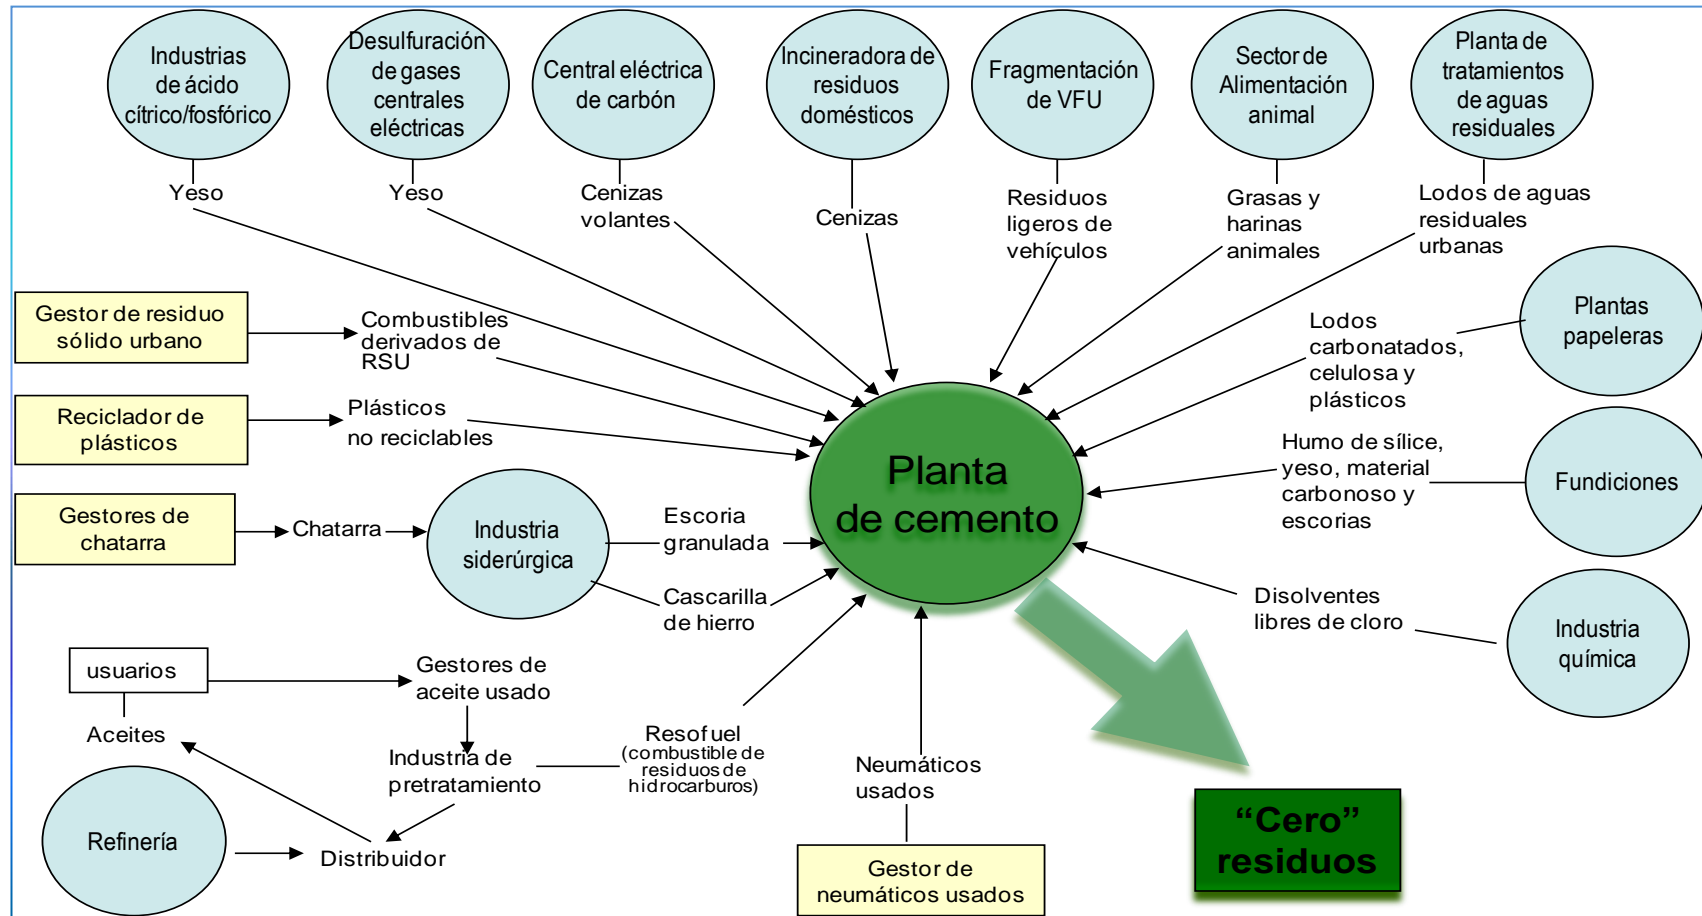 Industrias
de ácido
cítrico/fosfórico
Desulfuración
de gases
centrales
eléctricas
Central eléctrica
de carbón
Incineradora de
residuos
domésticos
Fragmentación
de VFU
Sector de
Alimentación
animal
Planta de
tratamientos
de aguas
residuales
Yeso
Yeso
Cenizas
volantes
Cenizas
Residuos
ligeros de
vehículos
Grasas y
harinas
animales
Lodos de aguas
residuales
urbanas
Gestor de residuo
sólido urbano
Combustibles
derivados de
RSU
Lodos
carbonatados,
celulosa y
plásticos
Plantas
papeleras
Reciclador de
plásticos
Plásticos
no reciclables
Planta
de cemento
Humo de sílice,
yeso, material
carbonoso y
escorias
Fundiciones
Gestores de
chatarra
Chatarra
Industria
siderúrgica
Escoria
granulada
Cascarilla
de hierro
Disolventes
libres de cloro
Industria
química
usuarios
Gestores de
aceite usado
Aceites
Industria de
pretratamiento
Resofuel
(combustible de
residuos de
hidrocarburos)
Neumáticos
usados
Refinería
Distribuidor
Gestor de
neumáticos usados
“Cero”
residuos